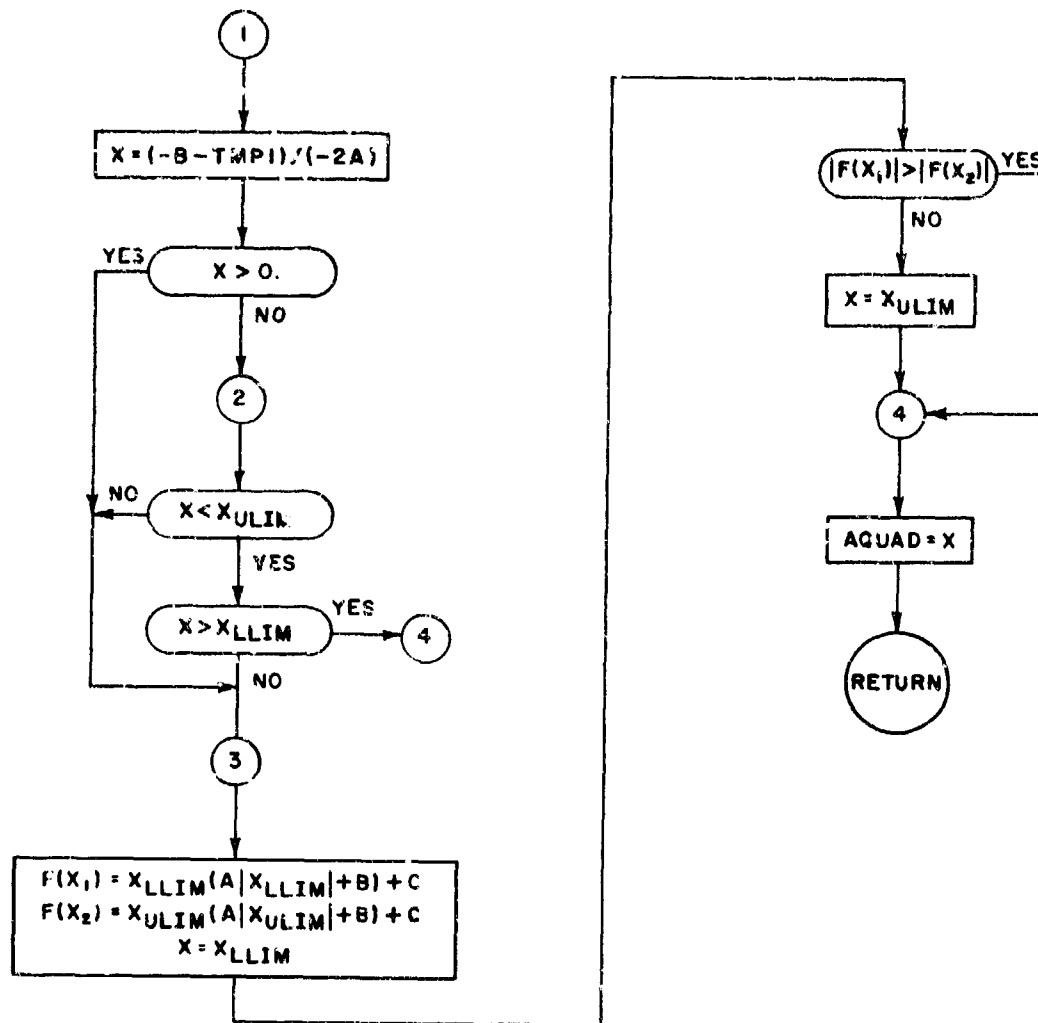 1
X = (-B-TMP1)/(-2A)
YES
X > 0.
NO
2
NO
X < XULIM
YES
X > XLLIM
YES
4
NO
3
F(X1) = XLLIM(A|XLLIM|+B) + C
F(X2) = XULIM(A|XULIM|+B) + C
X = XLLIM
|F(X1)| > |F(X2)|
YES
NO
X = XULIM
4
AQUAD = X
RETURN